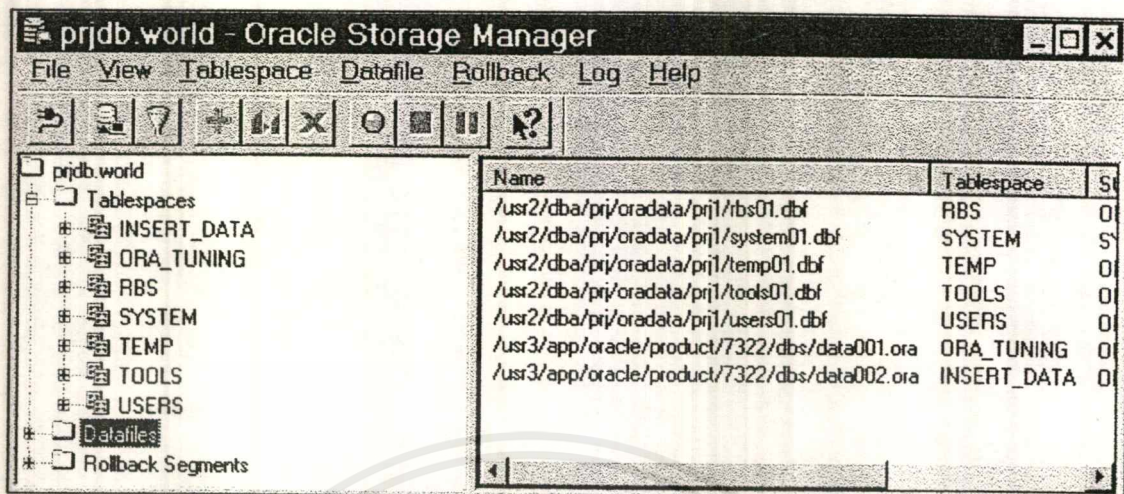 prjdb.world - Oracle Storage Manager
File View Tablespace Datafile Rollback Log Help
prjdb.world
Tablespaces
INSERT_DATA
ORA_TUNING
RBS
SYSTEM
TEMP
TOOLS
USERS
Datafiles
Rollback Segments
Name Tablespace
/usr2/dba/prj/oradata/prj1/rbs01.dbf RBS
/usr2/dba/prj/oradata/prj1/system01.dbf SYSTEM
/usr2/dba/prj/oradata/prj1/temp01.dbf TEMP
/usr2/dba/prj/oradata/prj1/tools01.dbf TOOLS
/usr2/dba/prj/oradata/prj1/users01.dbf USERS
/usr3/app/oracle/product/7322/dbs/data001.ora ORA_TUNING
/usr3/app/oracle/product/7322/dbs/data002.ora INSERT_DATA